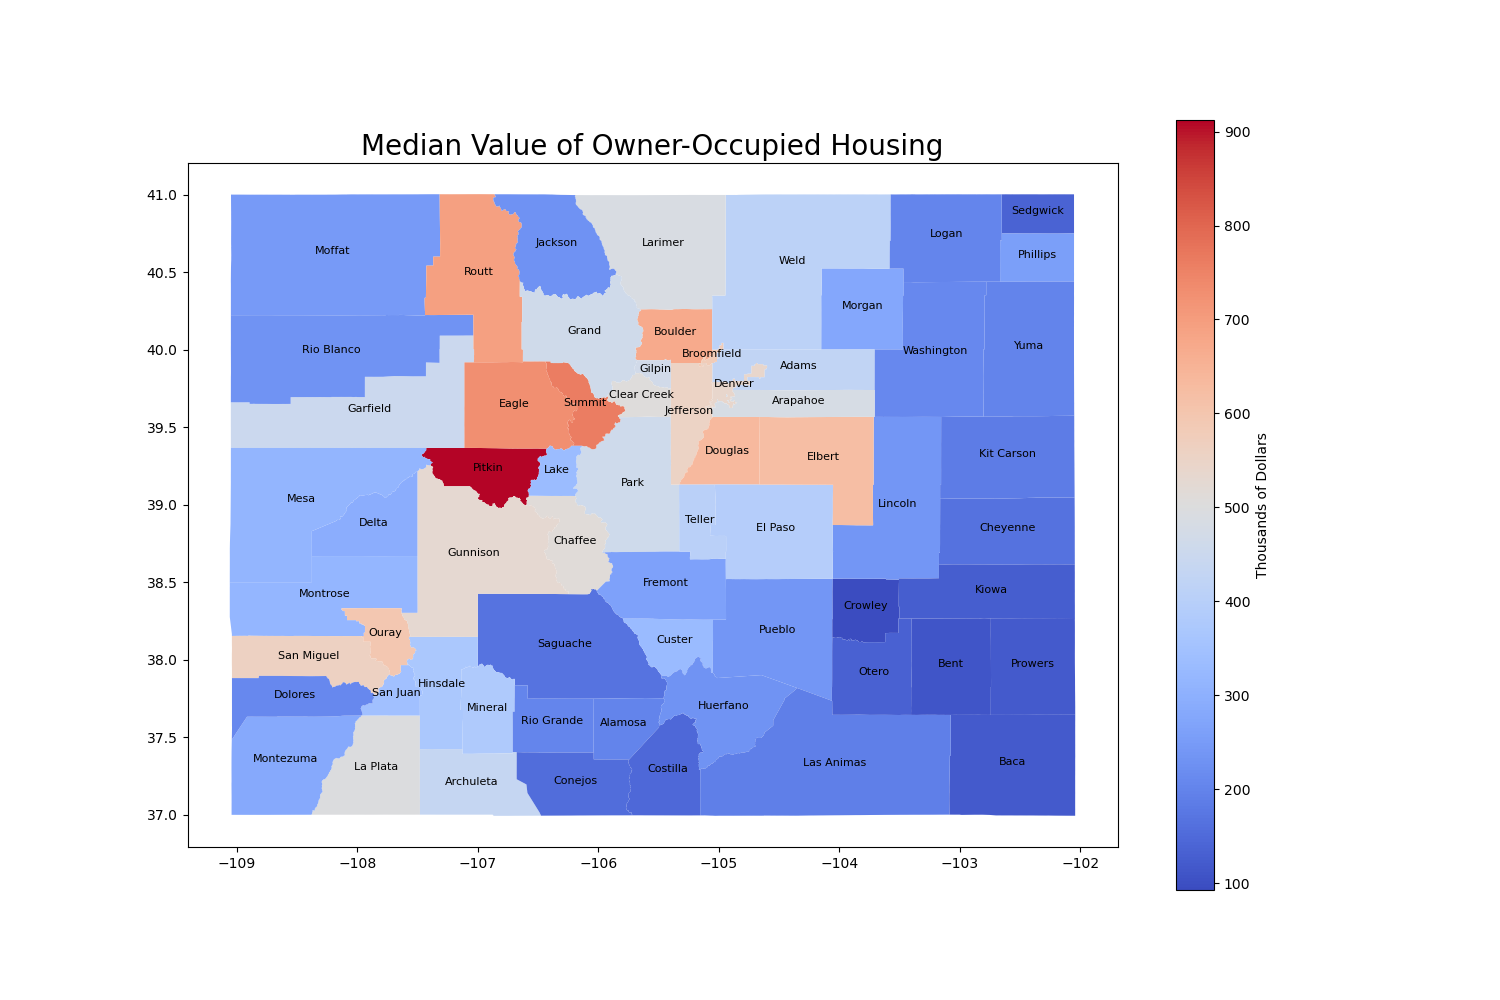 Median Value of Owner-Occupied Housing
41.0
40.5
40.0
39.5
39.0
38.5
38.0
37.5
37.0
Sedgwick
Logan
Moffat
Jackson
Larimer
Phillips
Weld
Routt
Morgan
Grand
Boulder
Yuma
Rio Blanco
Broomfield
Washington
Gilpin
Adams
Denver
Clear Creek
Arapahoe
Eagle
Summit
Garfield
Jefferson
Douglas
Kit Carson
Elbert
Pitkin
Lake
Park
Mesa
Lincoln
Delta
Teller
El Paso
Cheyenne
Chaffee
Gunnison
Fremont
Kiowa
Montrose
Crowley
Ouray
Pueblo
Custer
Saguache
San Miguel
Bent
Prowers
Otero
Hinsdale
San Juan
Dolores
Mineral
Huerfano
Rio Grande
Alamosa
Montezuma
Las Animas
Baca
La Plata
Costilla
Archuleta
Conejos
−109
−108
−107
−106
−105
−104
−103
−102
900
800
700
600
500
400
300
200
100
Thousands of Dollars